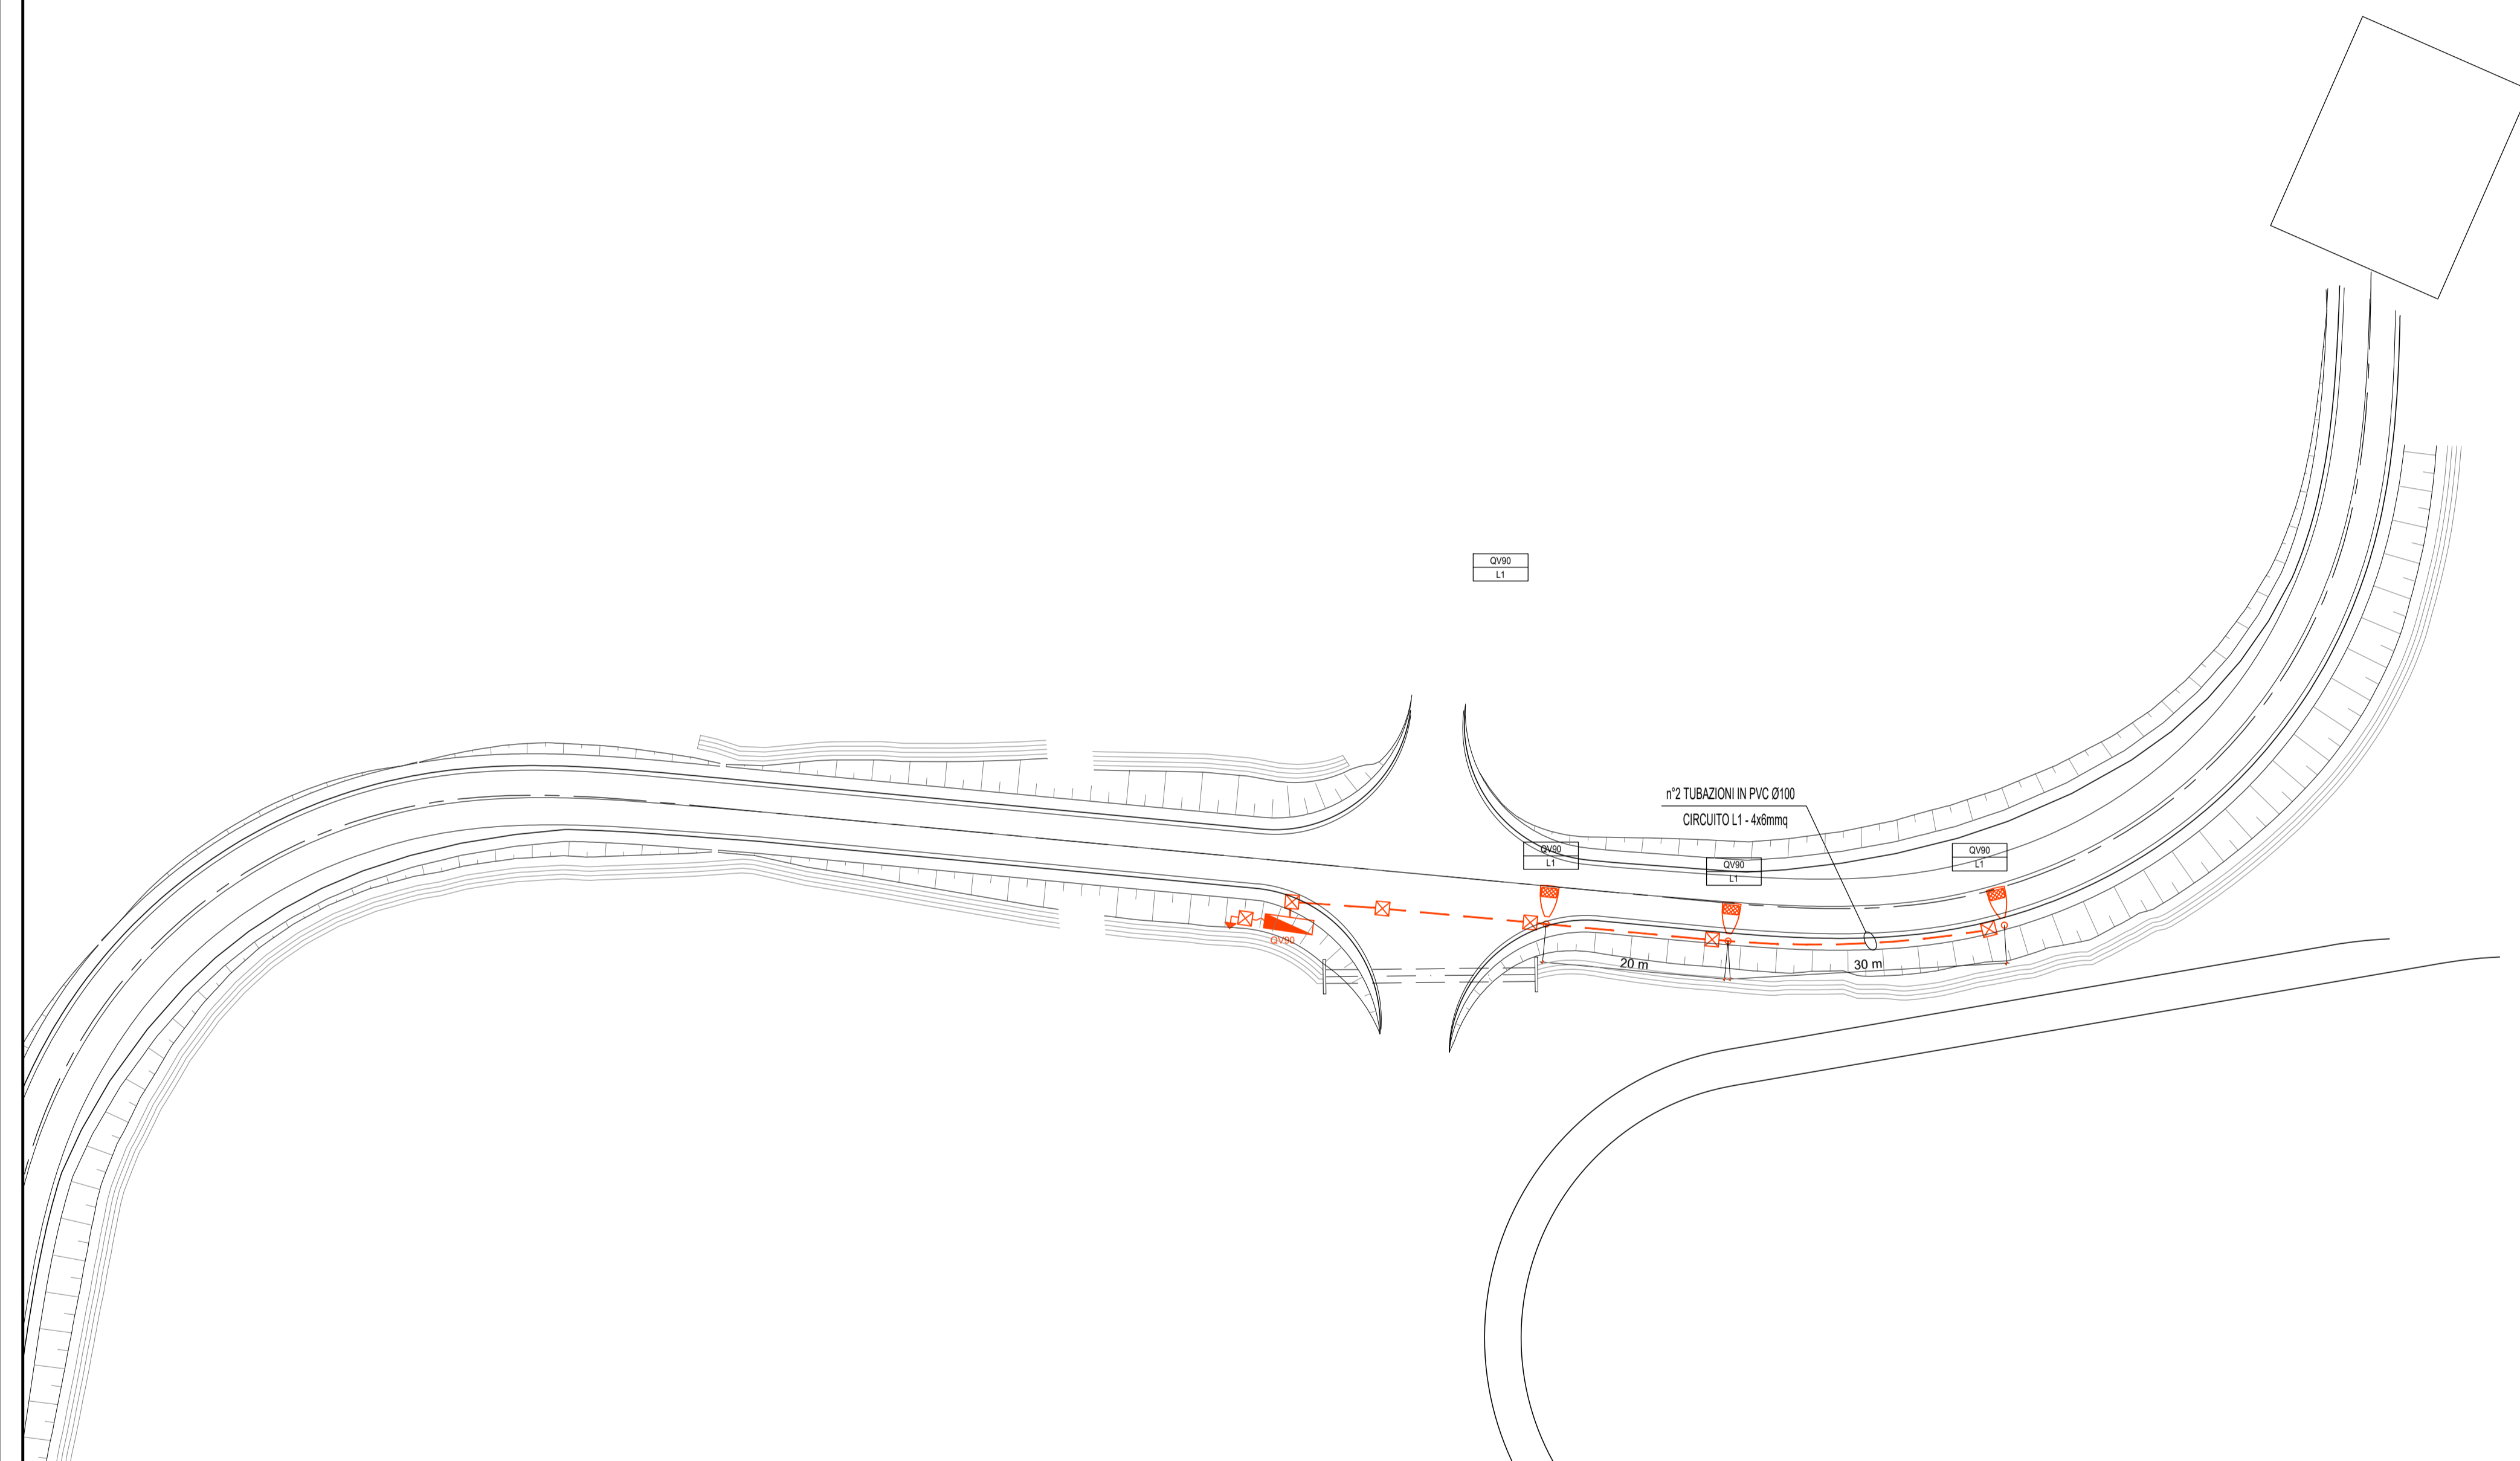 QV90
L1
n°2 TUBAZIONI IN PVC Ø100
CIRCUITO L1 - 4x6mmq
QV90
L1
QV90
L1
QV90
L1
QV90
20 m
30 m